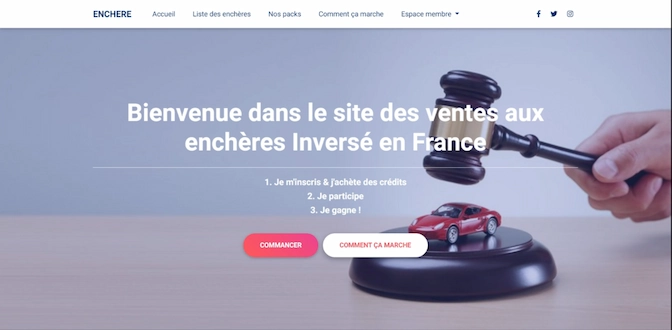 ENCHERE Accueil Liste des enchères Nos packs Comment ça marche Espace membre
Bienvenue dans le site des ventes aux
enchères Inversé en France
1. Je m'inscris & j'achète des crédits
2. Je participe
3. Je gagne !
COMMANCER COMMENT ÇA MARCHE